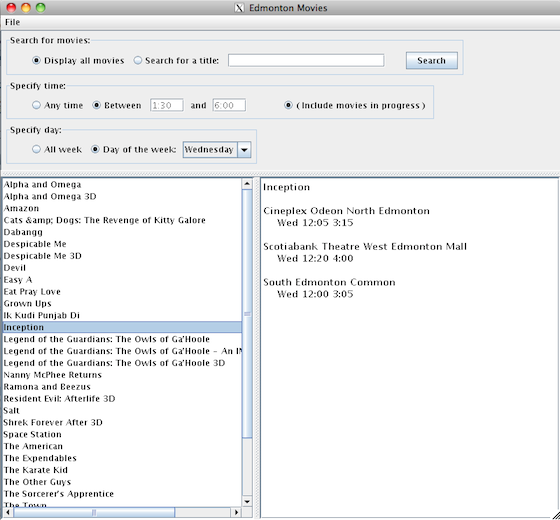 Edmonton Movies
File
Search for movies:
Display all movies Search for a title: Search
Specify time:
Any time Between 1:30 and 6:00 (Include movies in progress)
Specify day:
All week Day of the week: Wednesday
Alpha and Omega
Alpha and Omega 3D
Amazon
Cats &amp; Dogs: The Revenge of Kitty Galore
Dabangg
Despicable Me
Despicable Me 3D
Devil
Easy A
Eat Pray Love
Grown Ups
Ik Kudi Punjab Di
Inception
Legend of the Guardians: The Owls of Ga'Hoole
Legend of the Guardians: The Owls of Ga'Hoole - An
Legend of the Guardians: The Owls of Ga'Hoole 3D
Nanny McPhee Returns
Ramona and Beezus
Resident Evil: Afterlife 3D
Salt
Shrek Forever After 3D
Space Station
The American
The Expendables
The Karate Kid
The Other Guys
The Sorcerer's Apprentice
The Town
Inception
Cineplex Odeon North Edmonton
Wed 12:05 3:15
Scotiabank Theatre West Edmonton Mall
Wed 12:20 4:00
South Edmonton Common
Wed 12:00 3:05